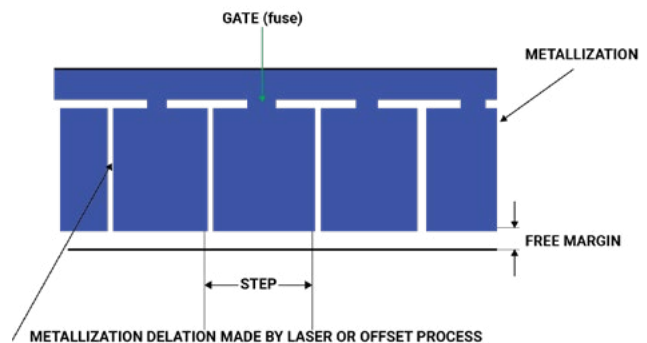 GATE (fuse)
METALLIZATION
FREE MARGIN
STEP
METALLIZATION DELATION MADE BY LASER OR OFFSET PROCESS